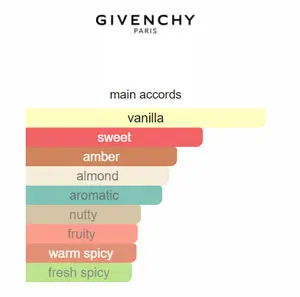 GIVENCHY
PARIS
main accords
vanilla
sweet
amber
almond
aromatic
nutty
fruity
warm spicy
fresh spicy